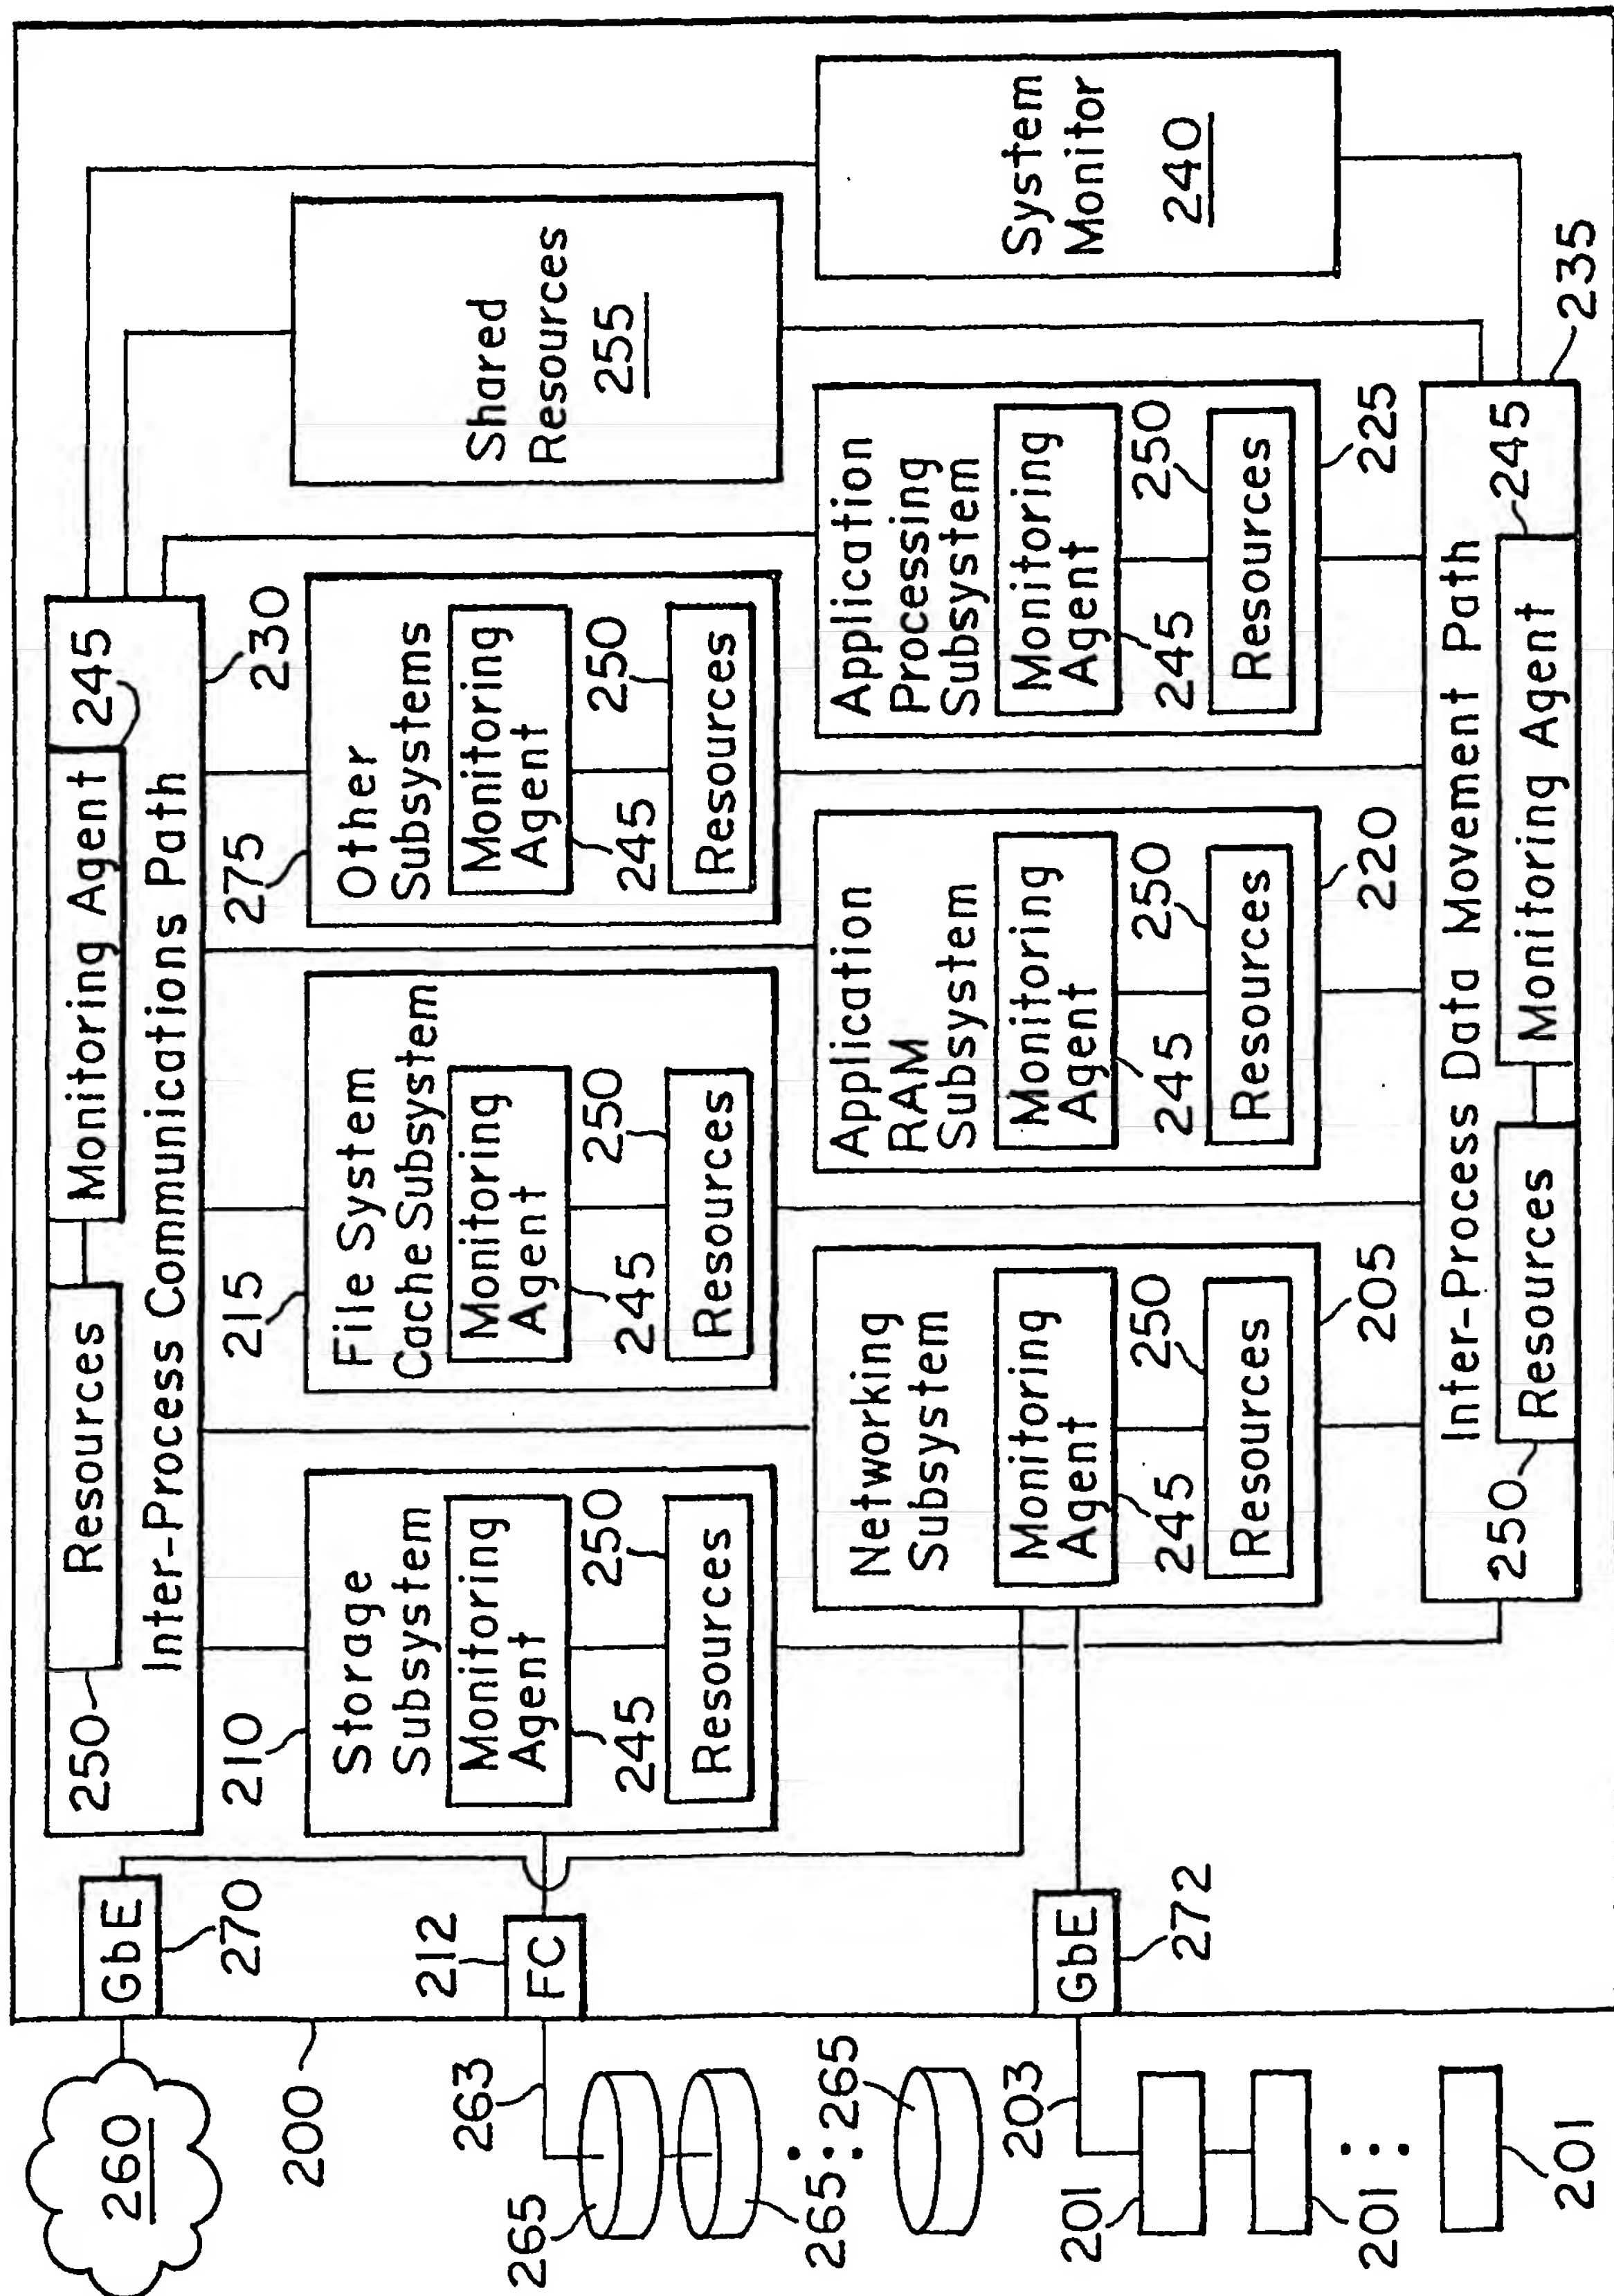 260
GbE
270
200
250
Resources
Monitoring Agent
245
Inter-Process Communications Path
230
210
Storage
Subsystem
Monitoring
Agent
245
250
Resources
215
File System
Cache Subsystem
Monitoring
Agent
245
250
Resources
275
Other
Subsystems
Monitoring
Agent
245
250
Resources
Shared
Resources
255
263
212
FC
265
265
265
Networking
Subsystem
Monitoring
Agent
245
250
Resources
205
Application
RAM
Subsystem
Monitoring
Agent
245
250
Resources
220
Application
Processing
Subsystem
Monitoring
Agent
245
250
Resources
225
System
Monitor
240
203
GbE
272
201
201
201
Inter-Process Data Movement Path
235
250
Resources
Monitoring Agent
245